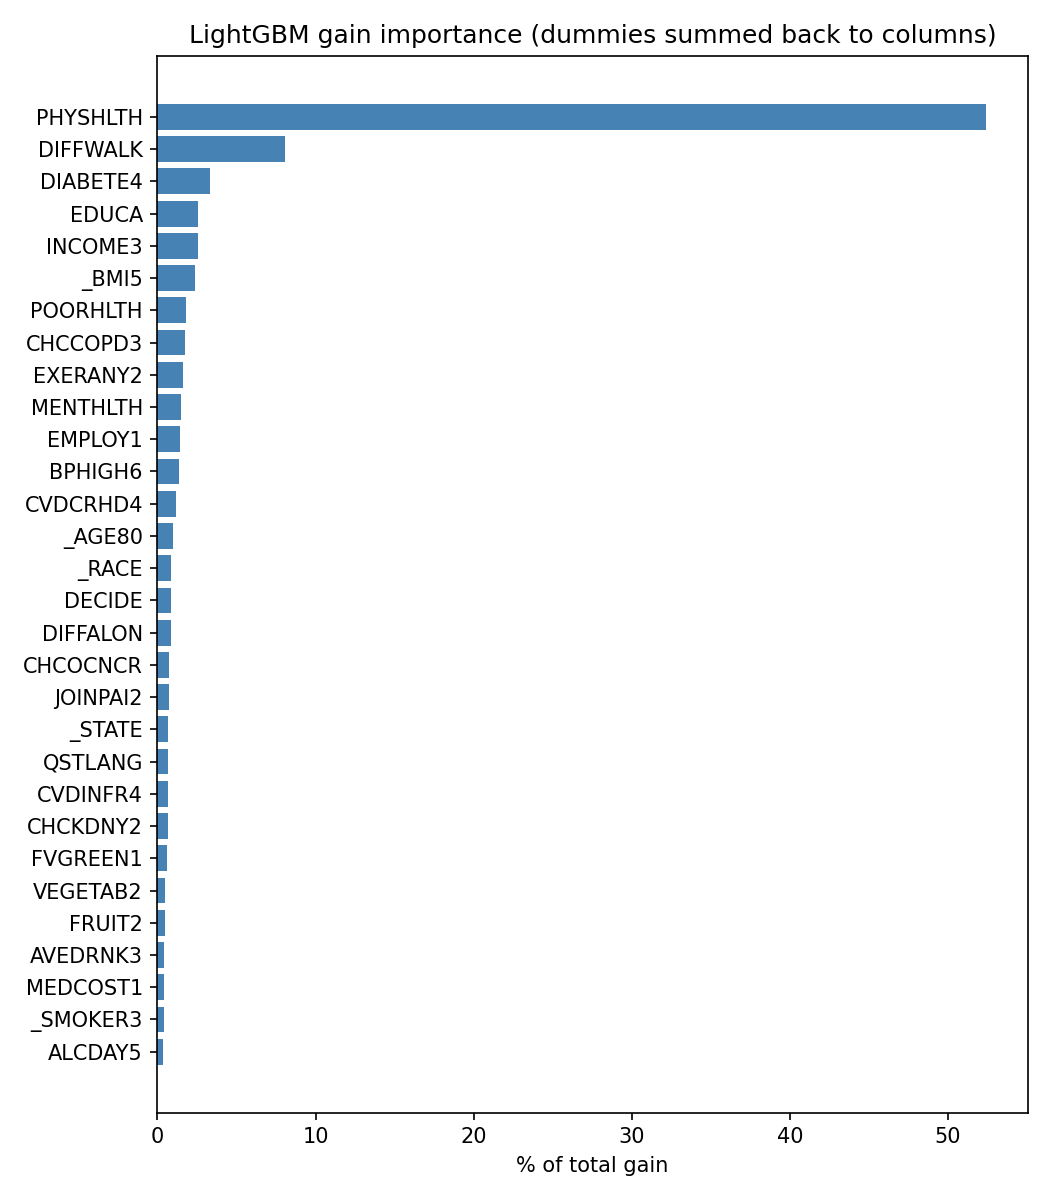 LightGBM gain importance (dummies summed back to columns)
PHYSHLTH
DIFFWALK
DIABETE4
EDUCA
INCOME3
_BMI5
POORHLTH
CHCCOPD3
EXERANY2
MENTHLTH
EMPLOY1
BPHIGH6
CVDCRHD4
_AGE80
_RACE
DECIDE
DIFFALON
CHCOCNCR
JOINPAI2
_STATE
QSTLANG
CVDINFR4
CHCKDNY2
FVGREEN1
VEGETAB2
FRUIT2
AVEDRNK3
MEDCOST1
_SMOKER3
ALCDAY5
0 10 20 30 40 50
% of total gain